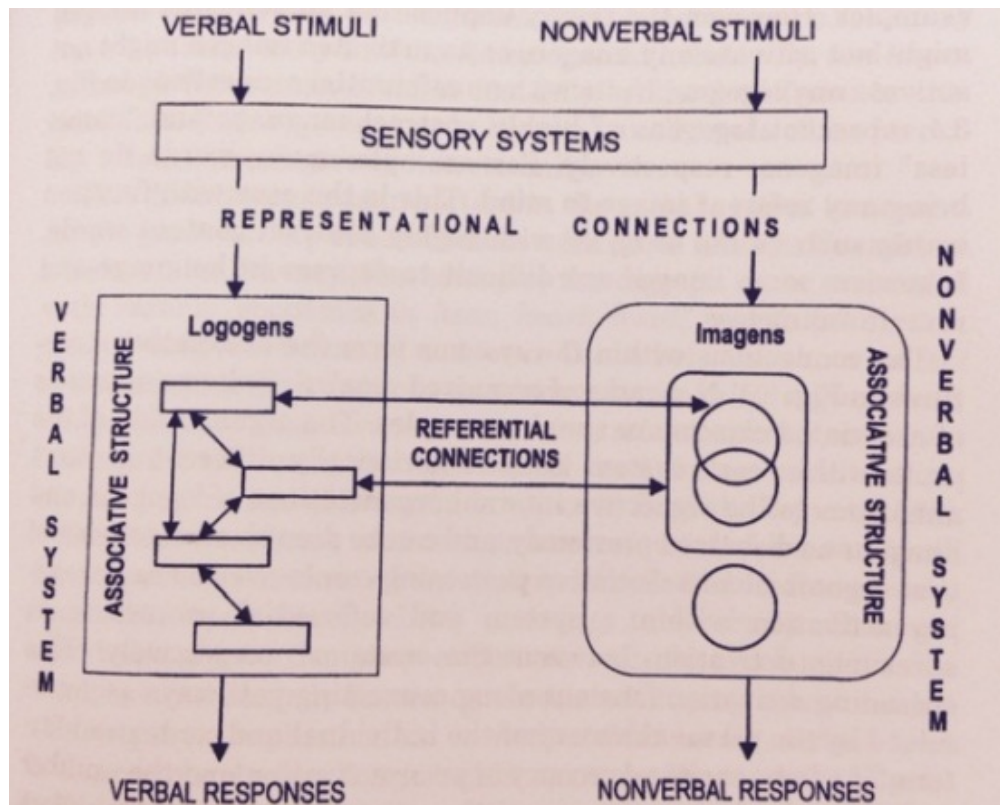 VERBAL STIMULI
NONVERBAL STIMULI
SENSORY SYSTEMS
REPRESENTATIONAL CONNECTIONS
VERBAL SYSTEM
ASSOCIATIVE STRUCTURE
Logogens
REFERENTIAL CONNECTIONS
Imagens
ASSOCIATIVE STRUCTURE
NONVERBAL SYSTEM
VERBAL RESPONSES
NONVERBAL RESPONSES